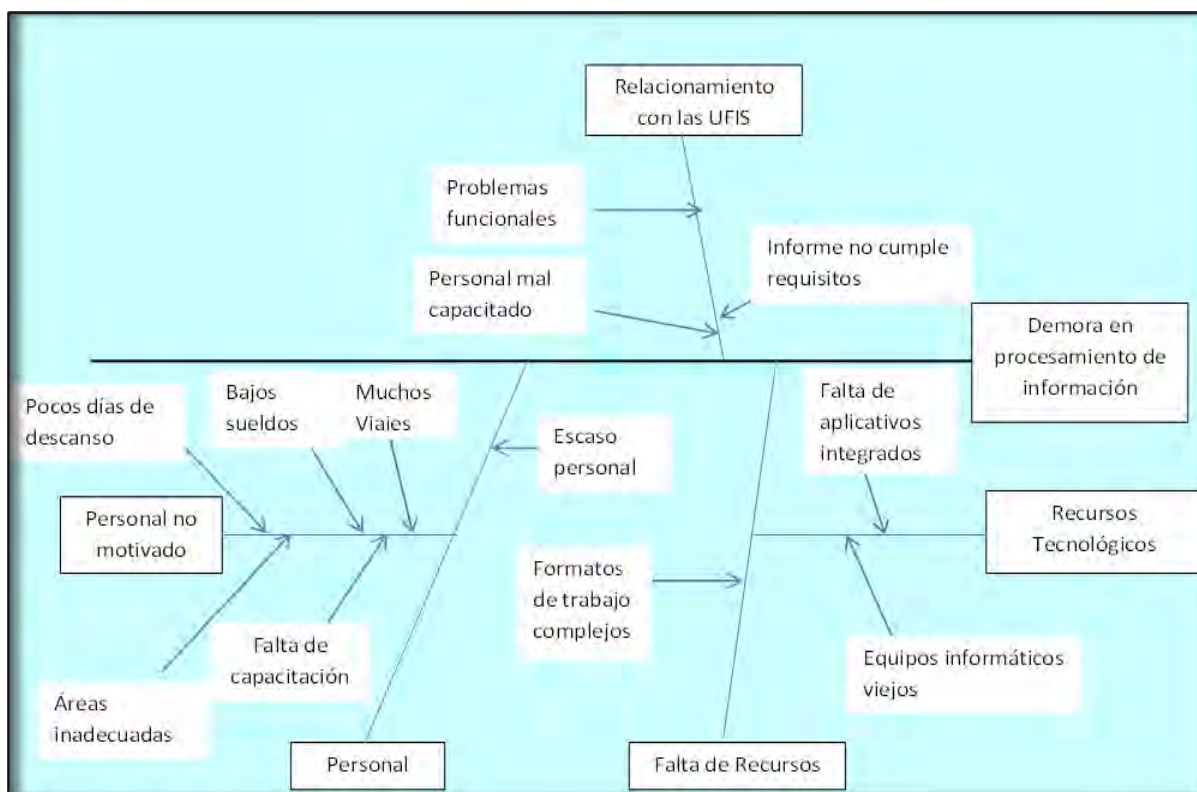 Relacionamiento
con las UFIS
Problemas
funcionales
Informe no cumple
requisitos
Personal mal
capacitado
Demora en
procesamiento de
información
Pocos días de
descanso
Bajos
sueldos
Muchos
Viajes
Escaso
personal
Falta de
aplicativos
integrados
Personal no
motivado
Recursos
Tecnológicos
Formatos
de trabajo
complejos
Falta de
capacitación
Equipos informáticos
viejos
Áreas
inadecuadas
Personal
Falta de Recursos